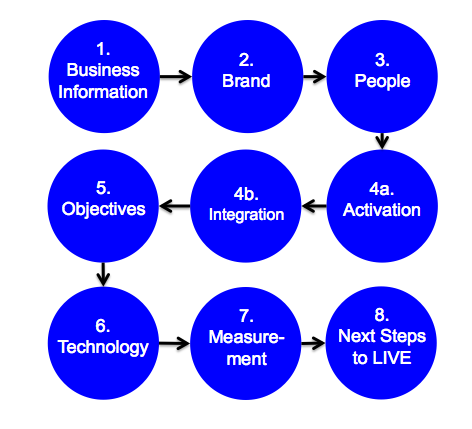 1.
Business
Information
2.
Brand
3.
People
4a.
Activation
4b.
Integration
5.
Objectives
6.
Technology
7.
Measure-
ment
8.
Next Steps
to LIVE